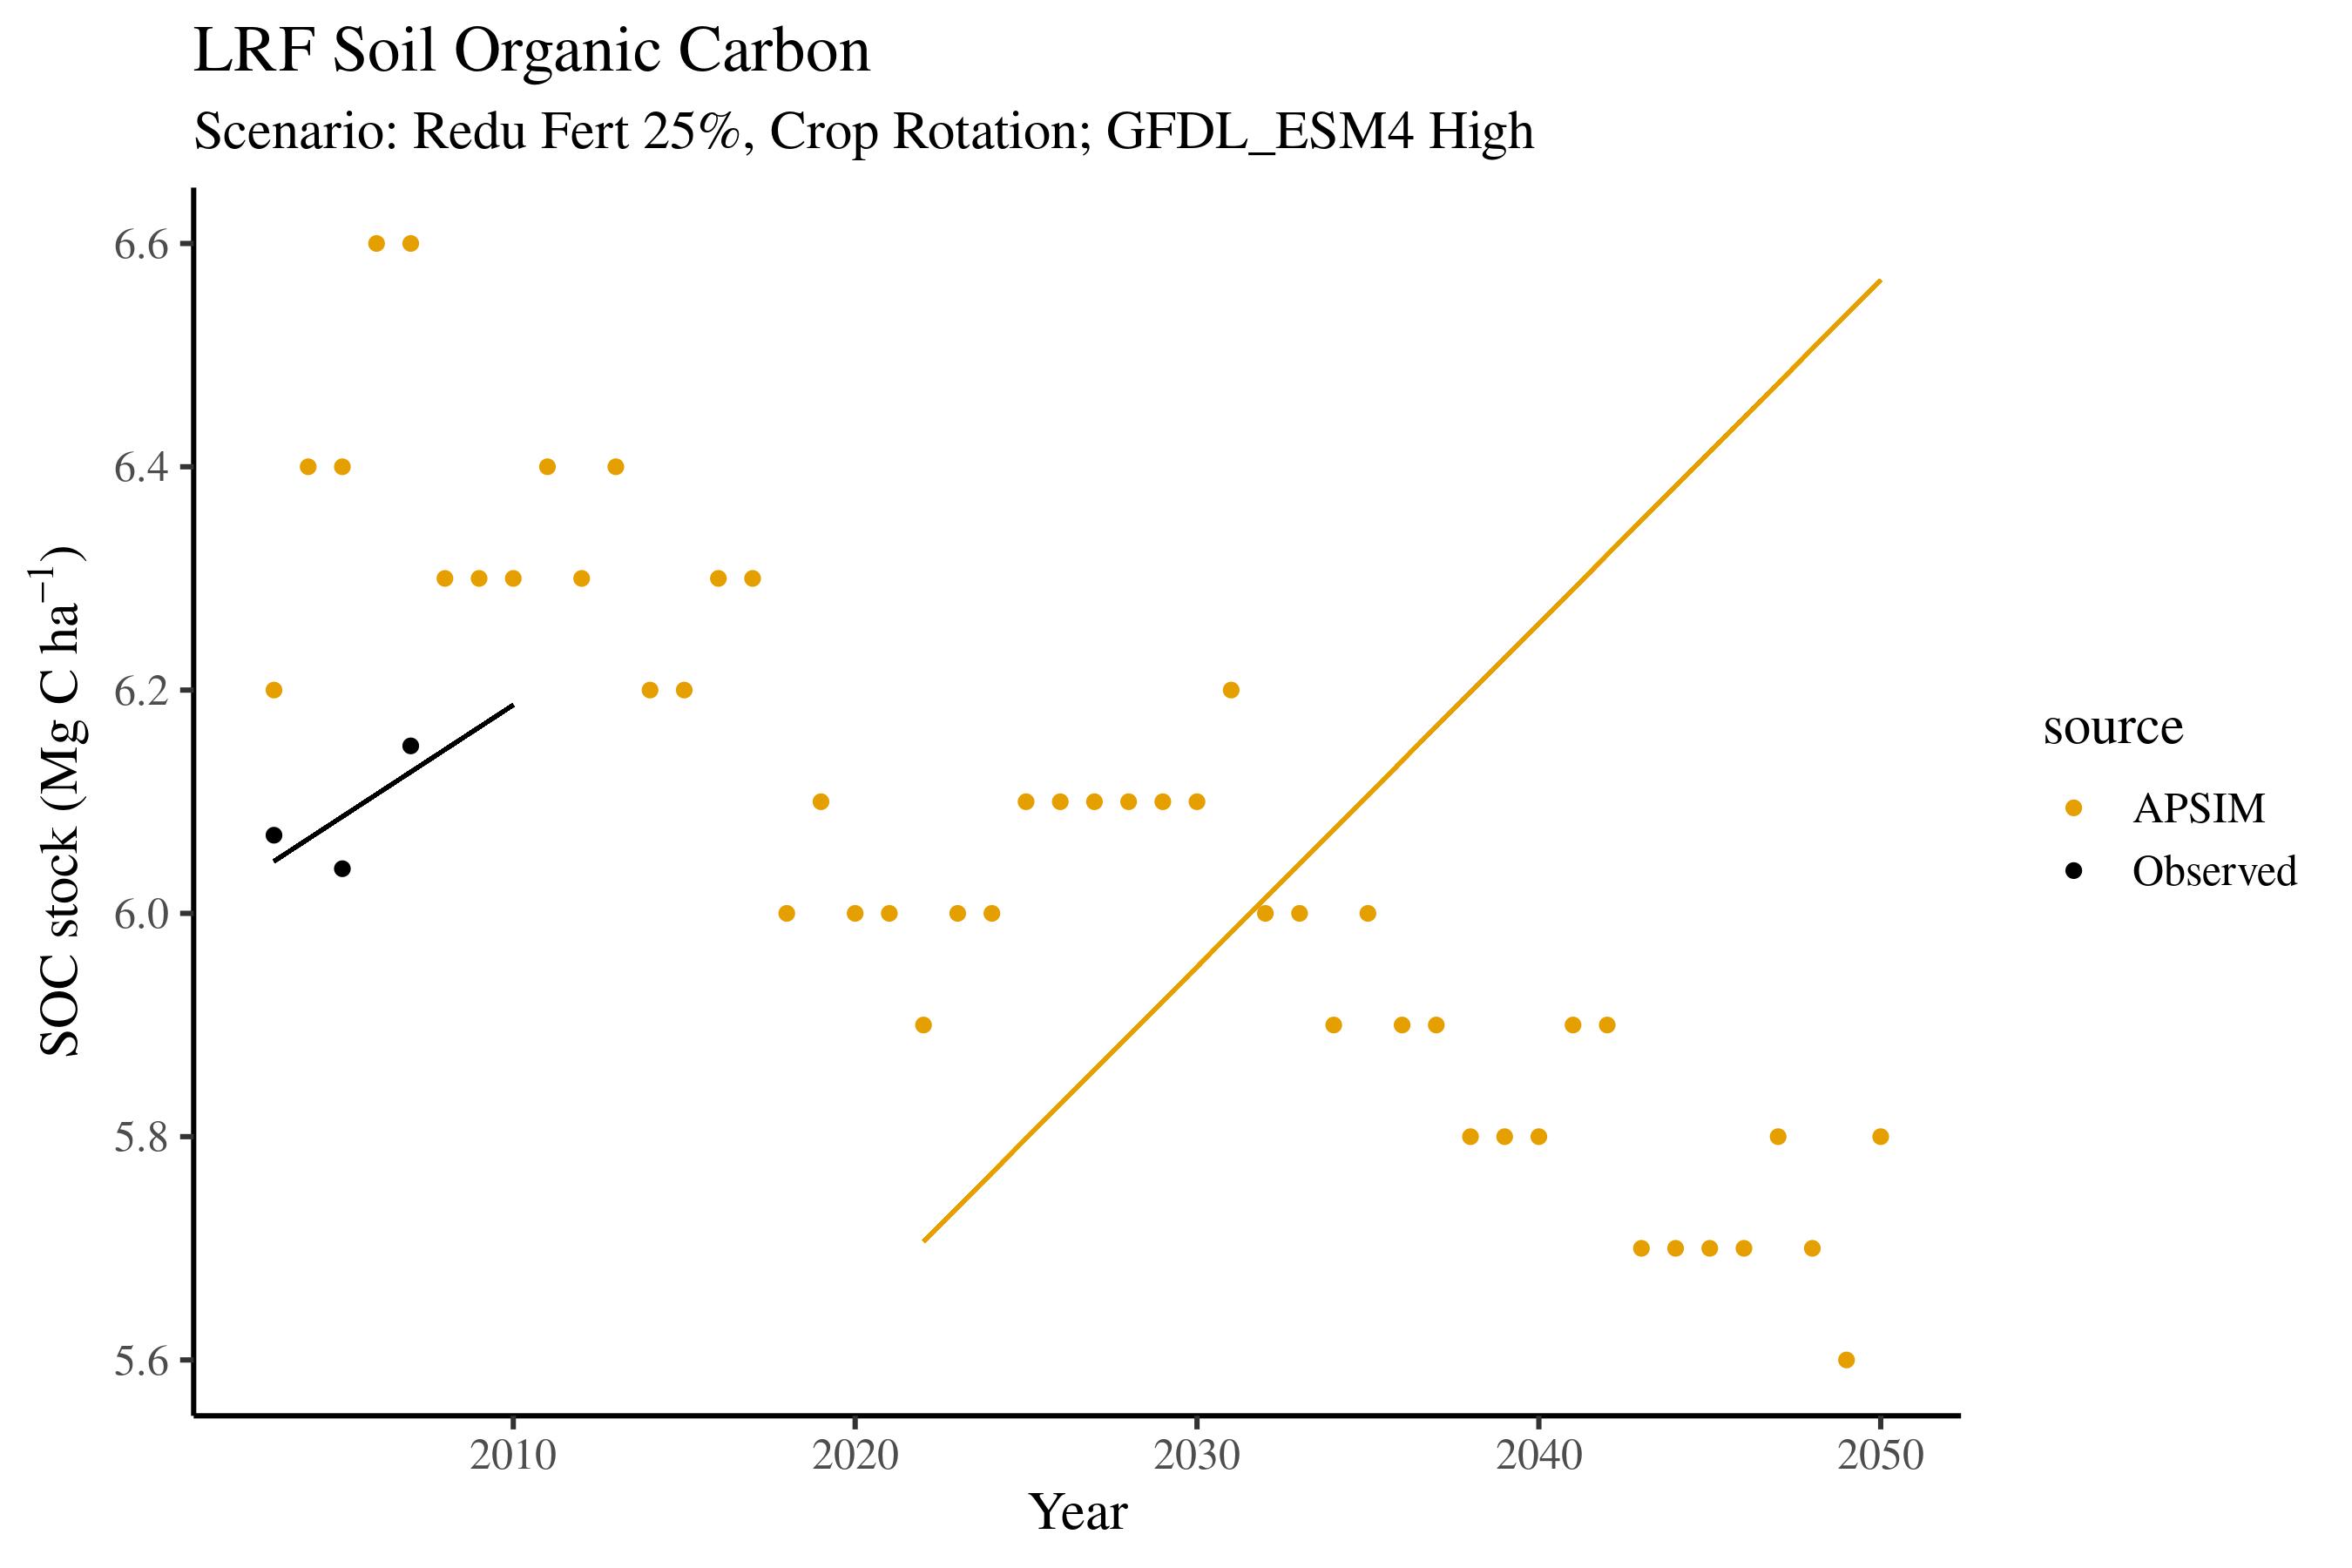 LRF Soil Organic Carbon
Scenario: Redu Fert 25%, Crop Rotation; GFDL_ESM4 High
SOC stock (Mg C ha⁻¹)
6.6
6.4
6.2
6.0
5.8
5.6
2010 2020 2030 2040 2050
Year
source
APSIM
Observed